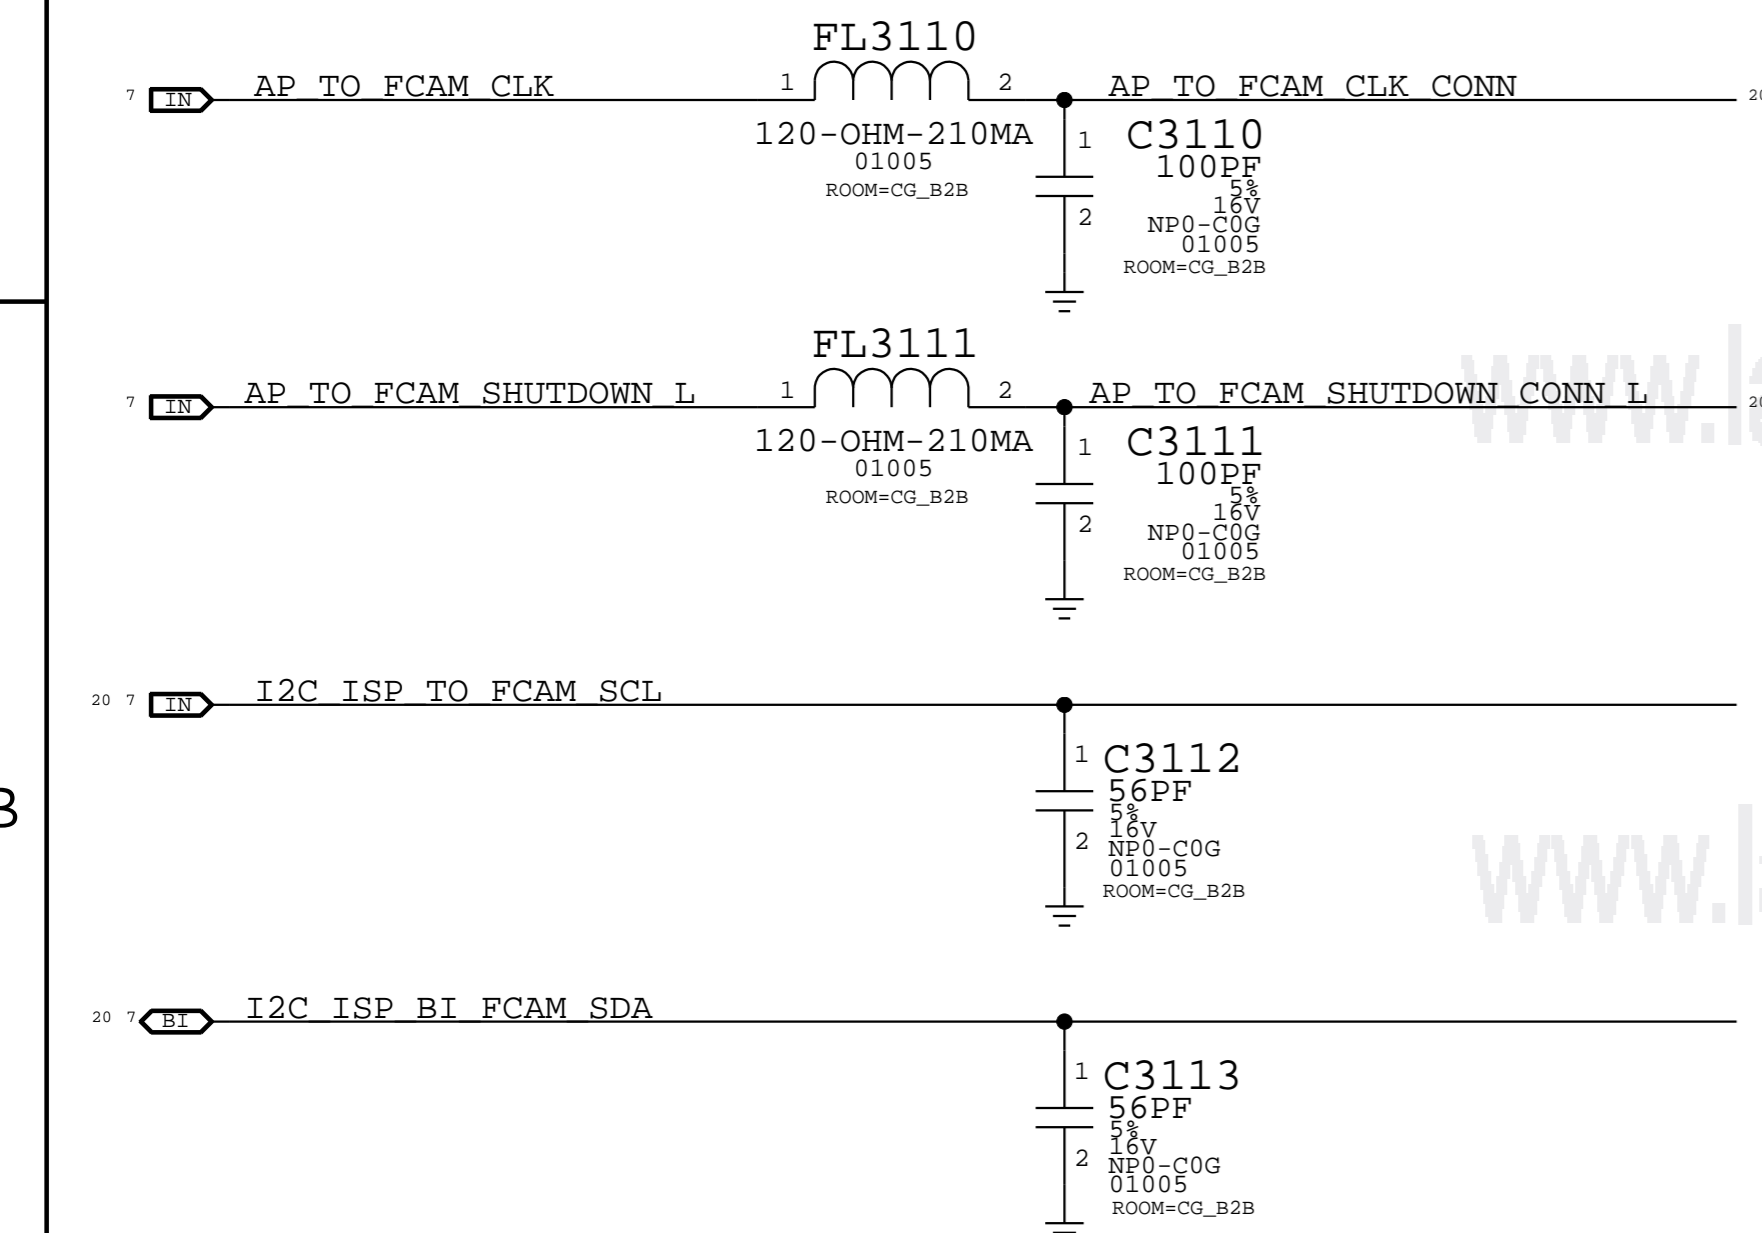 FL3110
7 IN AP_TO_FCAM_CLK 1 2 AP_TO_FCAM_CLK_CONN 20
120-OHM-210MA
01005
ROOM=CG_B2B
1 C3110
100PF
5%
16V
2 NP0-C0G
01005
ROOM=CG_B2B
FL3111
7 IN AP_TO_FCAM_SHUTDOWN_L 1 2 AP_TO_FCAM_SHUTDOWN_CONN_L 20
120-OHM-210MA
01005
ROOM=CG_B2B
1 C3111
100PF
5%
16V
2 NP0-C0G
01005
ROOM=CG_B2B
20 7 IN I2C_ISP_TO_FCAM_SCL
1 C3112
56PF
5%
16V
2 NP0-C0G
01005
ROOM=CG_B2B
B
20 7 BI I2C_ISP_BI_FCAM_SDA
1 C3113
56PF
5%
16V
2 NP0-C0G
01005
ROOM=CG_B2B